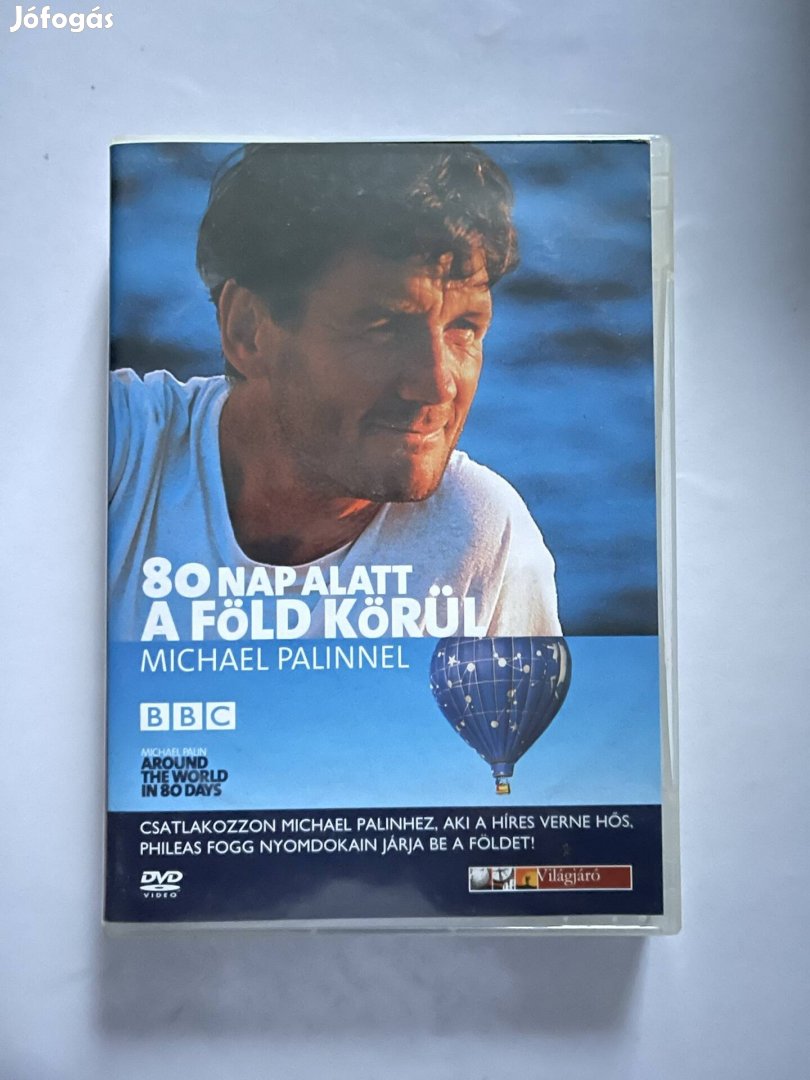 Jófogás
80 NAP ALATT
A FÖLD KÖRÜL
MICHAEL PALINNEL
BBC
MICHAEL PALIN
AROUND
THE WORLD
IN 80 DAYS
CSATLAKOZZON MICHAEL PALINHEZ, AKI A HÍRES VERNE HŐS,
PHILEAS FOGG NYOMDOKAIN JÁRJA BE A FÖLDET!
DVD
VIDEO
Világjáró